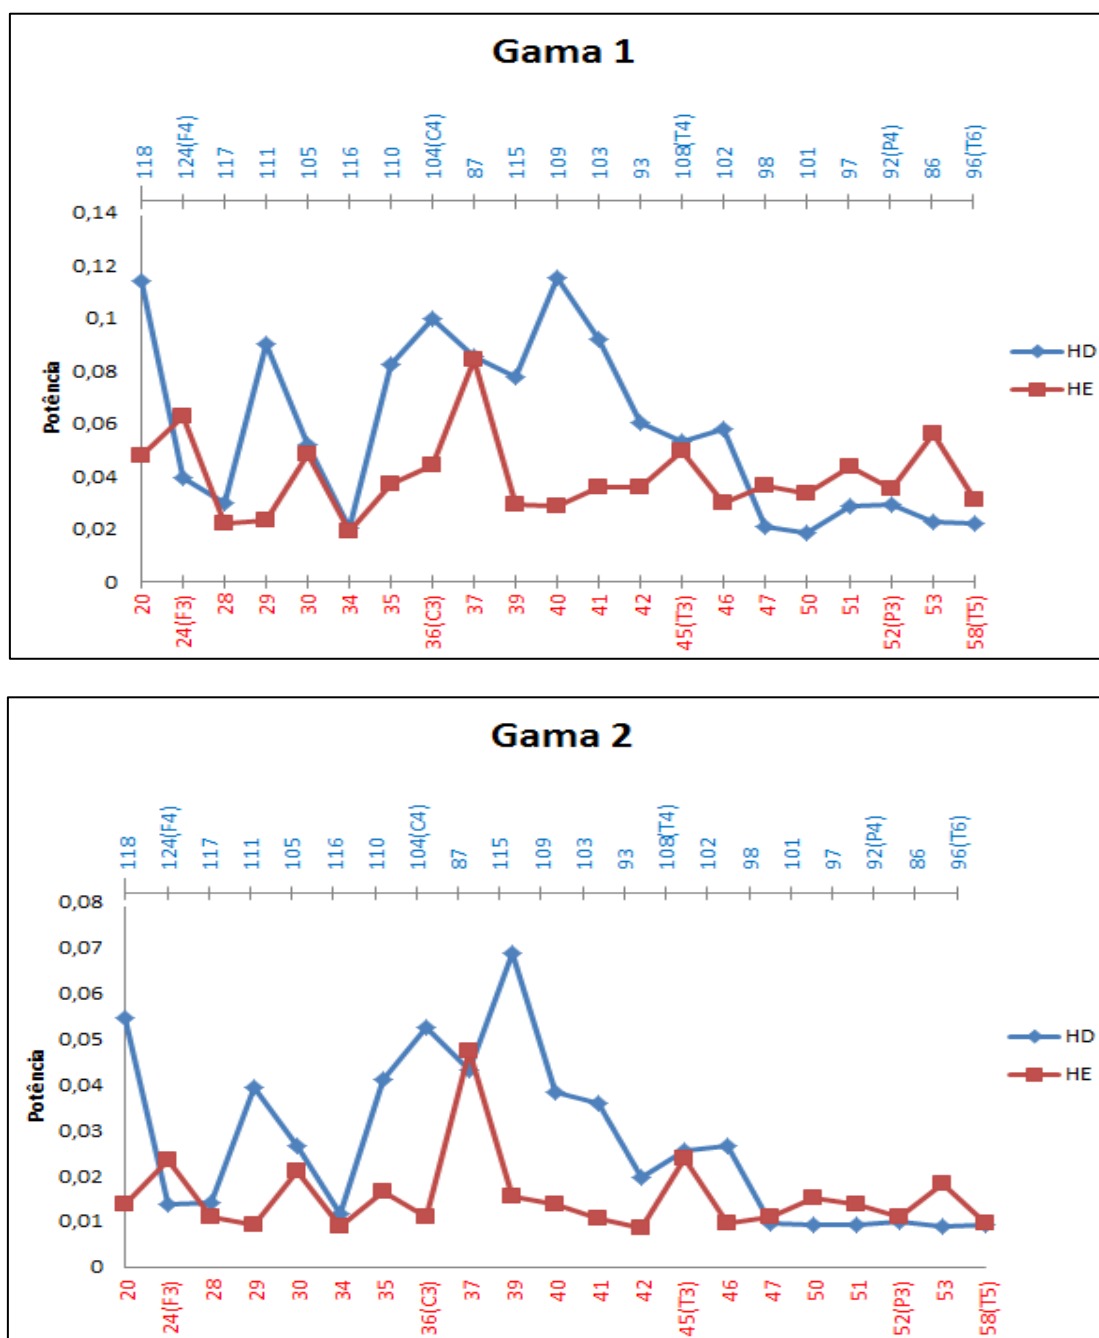 Gama 1
118 124(F4) 117 111 105 116 110 104(C4) 87 115 109 103 93 108(T4) 102 98 101 97 92(P4) 86 96(T6)
0,14
0,12
0,1
0,08
0,06
0,04
0,02
0
Potência
HD
HE
20 24(F3) 28 29 30 34 35 36(C3) 37 39 40 41 42 45(T3) 46 47 50 51 52(P3) 53 58(T5)
Gama 2
118 124(F4) 117 111 105 116 110 104(C4) 87 115 109 103 93 108(T4) 102 98 101 97 92(P4) 86 96(T6)
0,08
0,07
0,06
0,05
0,04
0,03
0,02
0,01
0
Potência
HD
HE
20 24(F3) 28 29 30 34 35 36(C3) 37 39 40 41 42 45(T3) 46 47 50 51 52(P3) 53 58(T5)